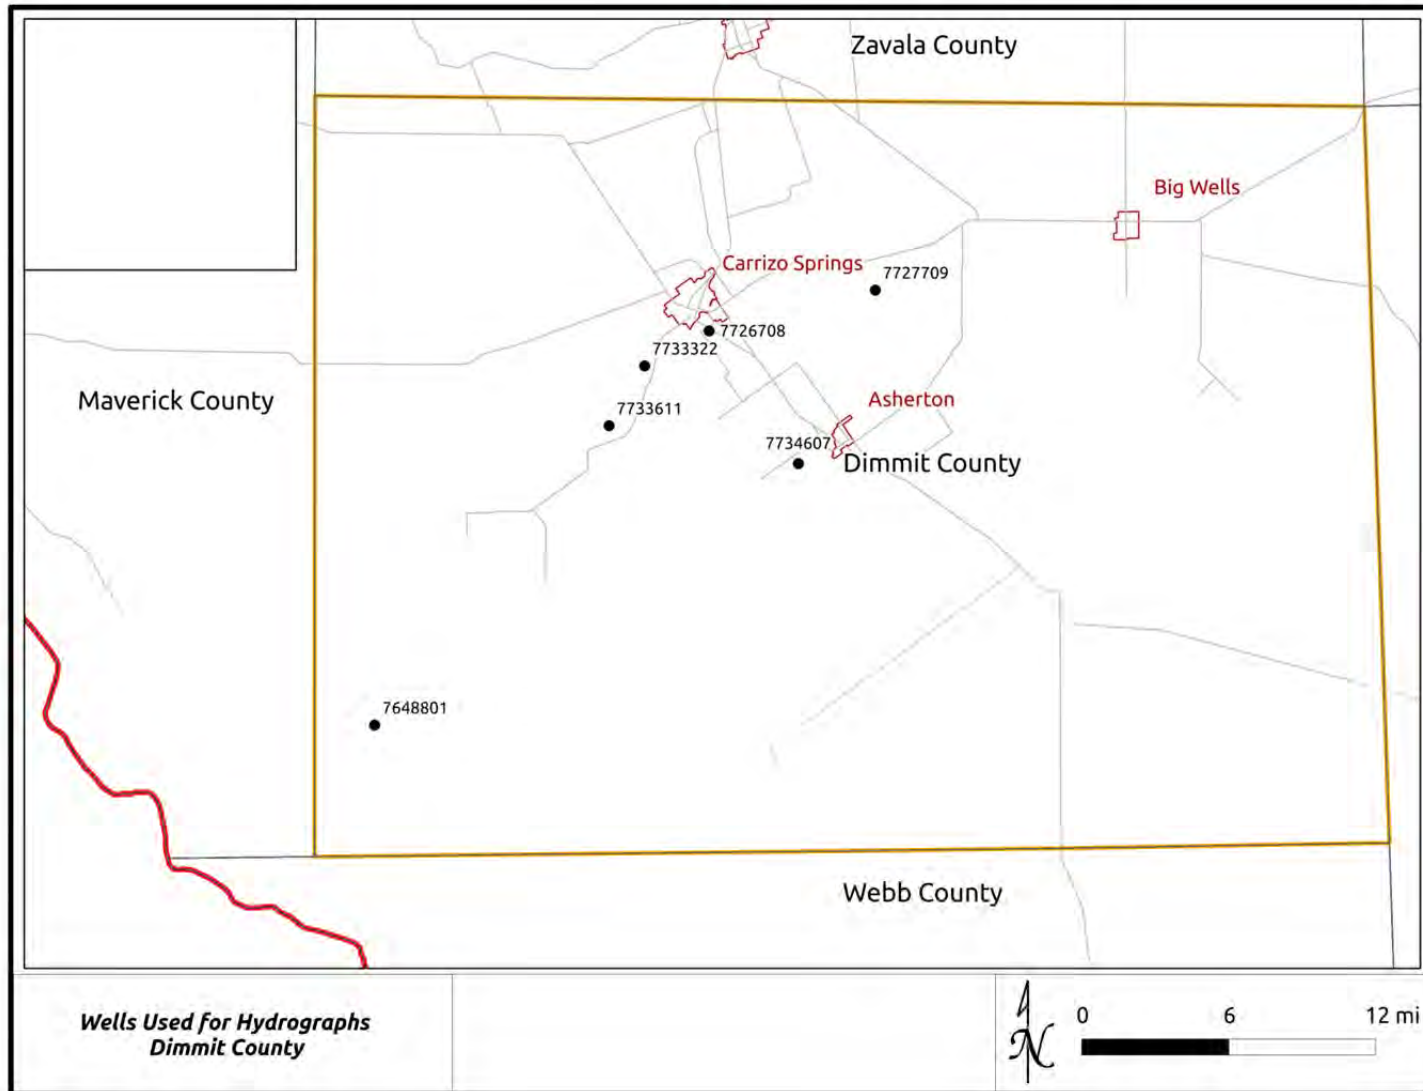 Zavala County
Big Wells
Carrizo Springs
7727709
7726708
7733322
Maverick County
Asherton
7733611
7734607
Dimmit County
7648801
Webb County
Wells Used for Hydrographs
Dimmit County
N
0 6 12 mi